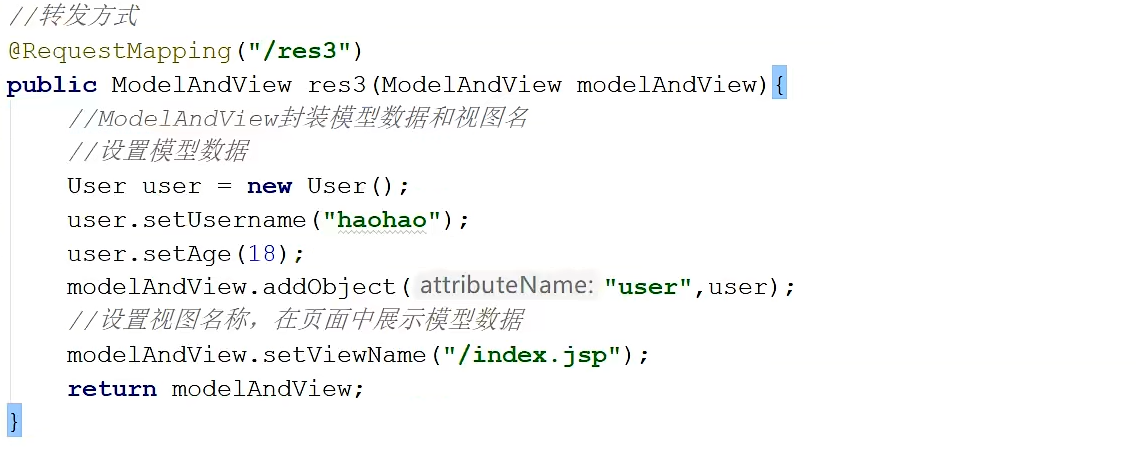 //转发方式
@RequestMapping("/res3")
public ModelAndView res3(ModelAndView modelAndView){
//ModelAndView封装模型数据和视图名
//设置模型数据
User user = new User();
user.setUsername("haohao");
user.setAge(18);
modelAndView.addObject( attributeName: "user",user);
//设置视图名称，在页面中展示模型数据
modelAndView.setViewName("/index.jsp");
return modelAndView;
}